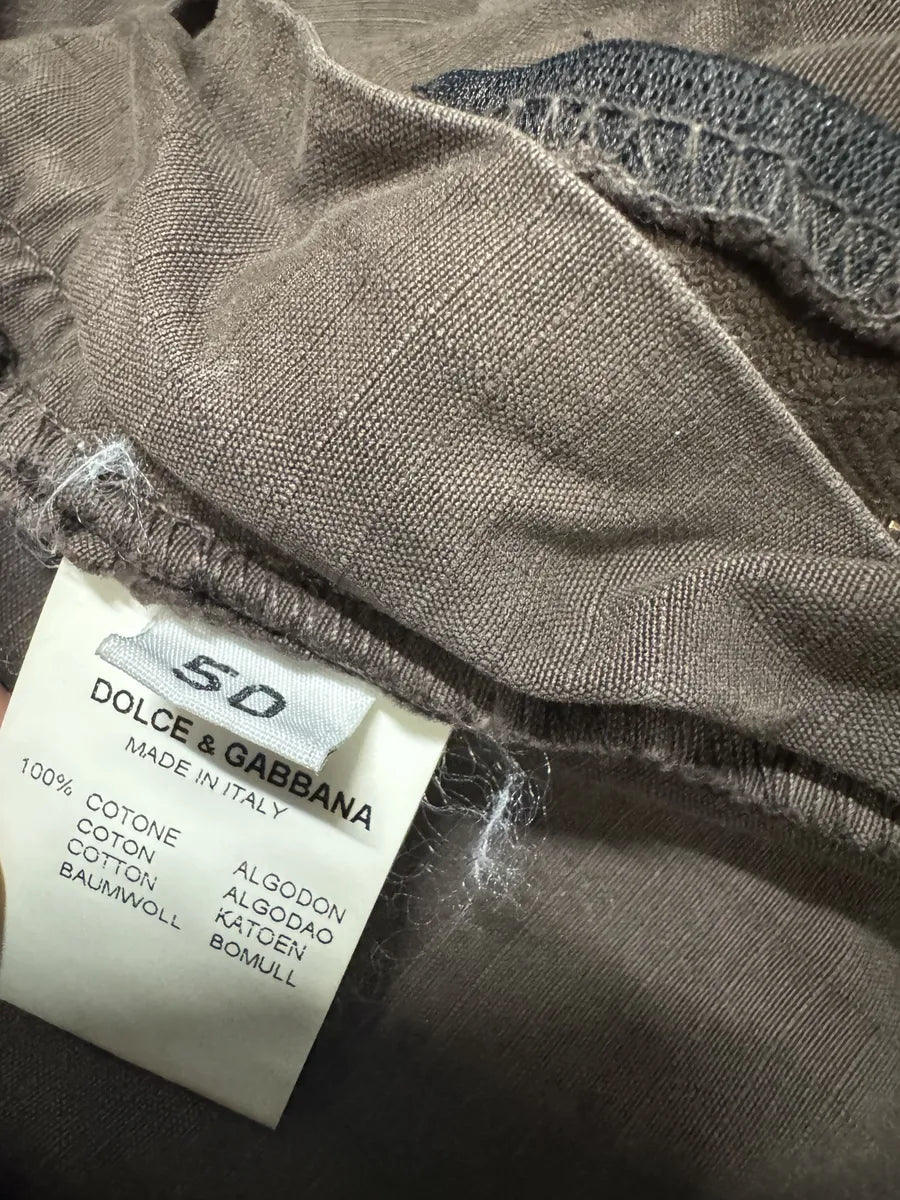 50
DOLCE & GABBANA
MADE IN ITALY
100% COTONE
COTON
COTTON
BAUMWOLL
ALGODON
ALGODAO
KATOEN
BOMULL